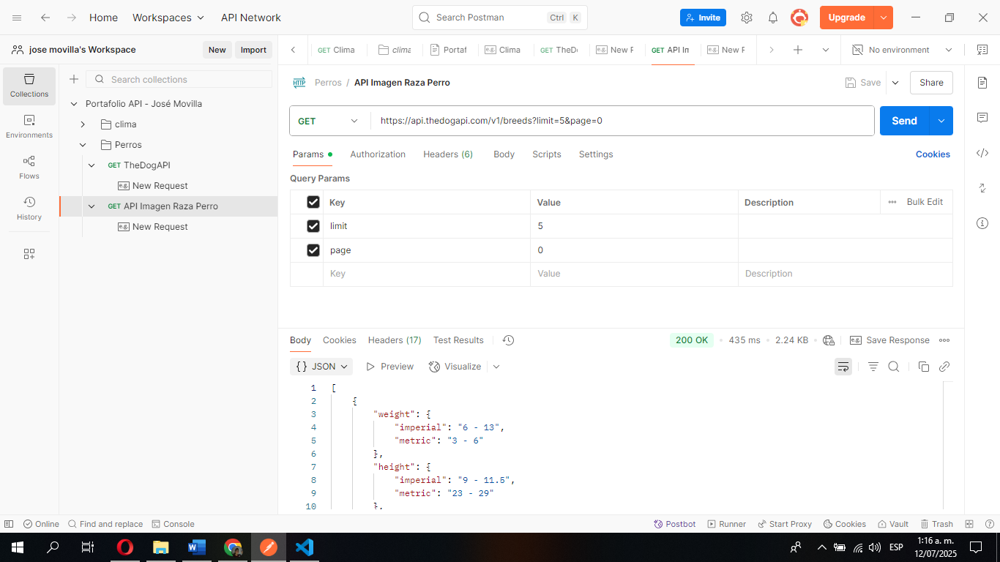 Home Workspaces API Network Search Postman Ctrl K Invite Upgrade
jose movilla's Workspace New Import
GET Clima clima Portaf e.g. Clima GET TheD e.g. New F GET API In e.g. New F No environment
Collections
Environments
Flows
History
Search collections
Portafolio API - José Movilla
clima
Perros
GET TheDogAPI
e.g. New Request
GET API Imagen Raza Perro
e.g. New Request
HTTP Perros / API Imagen Raza Perro Save Share
GET https://api.thedogapi.com/v1/breeds?limit=5&page=0 Send
Params Authorization Headers (6) Body Scripts Settings Cookies
Query Params
Key Value Description Bulk Edit
limit 5
page 0
Key Value Description
Body Cookies Headers (17) Test Results 200 OK 435 ms 2.24 KB e.g. Save Response
{} JSON Preview Visualize
1 [
2 {
3 "weight": {
4 "imperial": "6 - 13",
5 "metric": "3 - 6"
6 },
7 "height": {
8 "imperial": "9 - 11.5",
9 "metric": "23 - 29"
10 },
Online Find and replace Console Postbot Runner Start Proxy Cookies Vault Trash
ESP 1:16 a. m.
12/07/2025